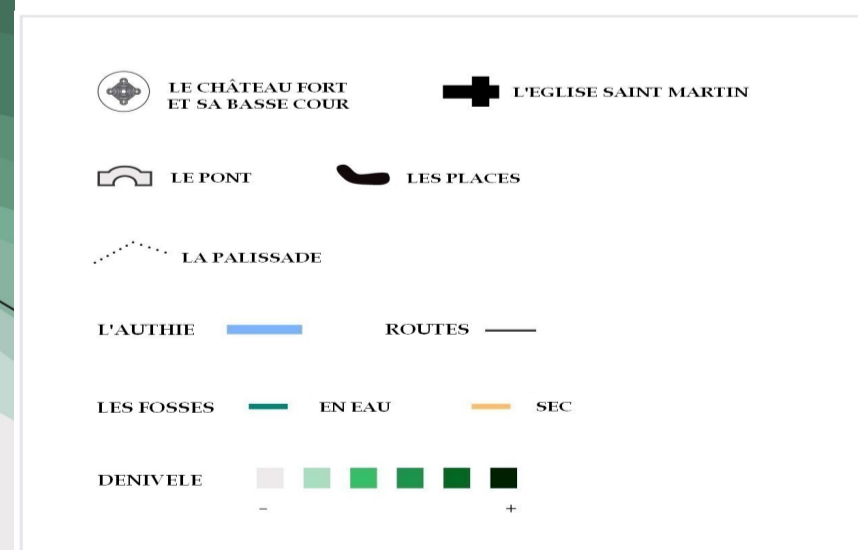 LE CHÂTEAU FORT
ET SA BASSE COUR
L'EGLISE SAINT MARTIN
LE PONT
LES PLACES
LA PALISSADE
L'AUTHIE
ROUTES
LES FOSSES
EN EAU
SEC
DENIVELE
- +